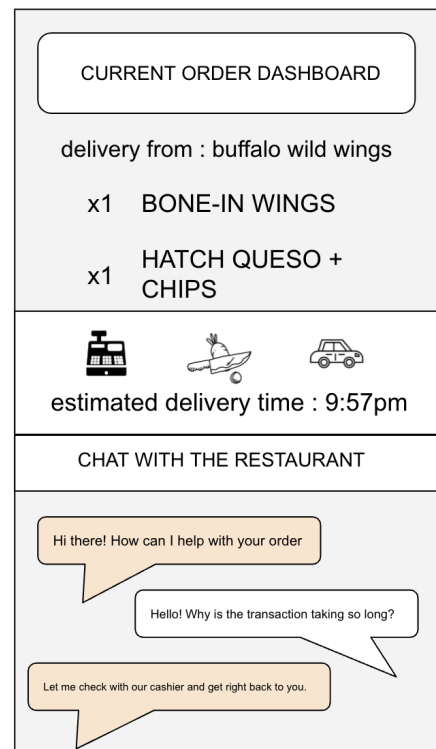 CURRENT ORDER DASHBOARD
delivery from : buffalo wild wings
x1 BONE-IN WINGS
x1 HATCH QUESO +
CHIPS
estimated delivery time : 9:57pm
CHAT WITH THE RESTAURANT
Hi there! How can I help with your order
Hello! Why is the transaction taking so long?
Let me check with our cashier and get right back to you.